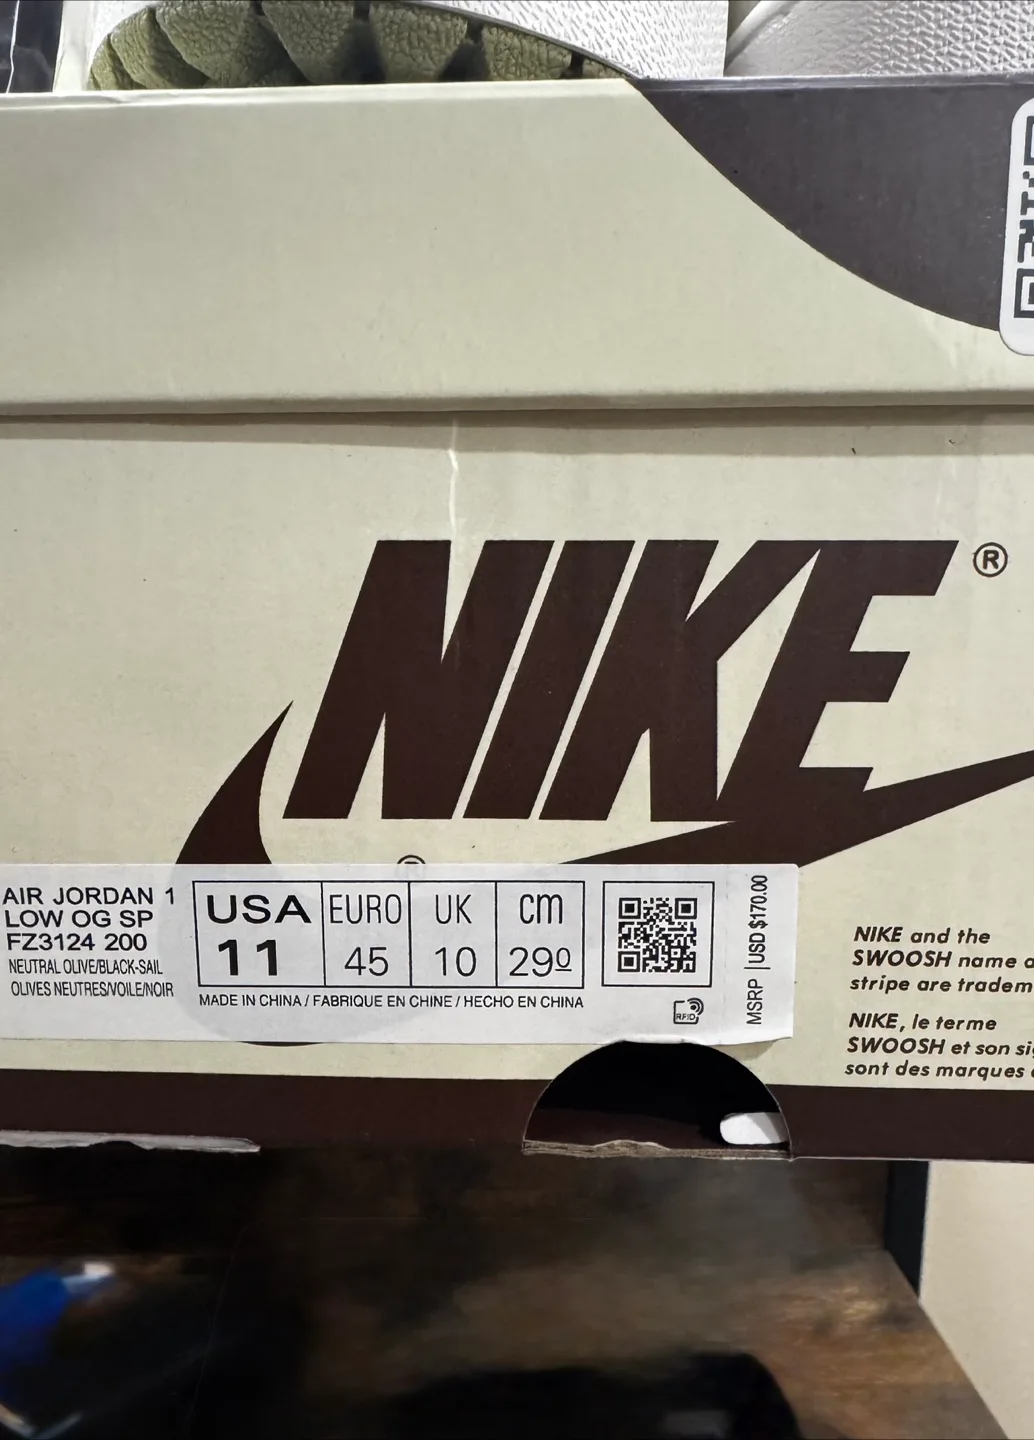 NIKE®
®
AIR JORDAN 1
LOW OG SP
FZ3124 200
NEUTRAL OLIVE/BLACK-SAIL
OLIVES NEUTRES/VOILE/NOIR
USA EURO UK cm
11 45 10 29º
MADE IN CHINA / FABRIQUE EN CHINE / HECHO EN CHINA
RFID
MSRP | USD $170.00
NIKE and the
SWOOSH name
stripe are tradem
NIKE, le terme
SWOOSH et son si
sont des marques